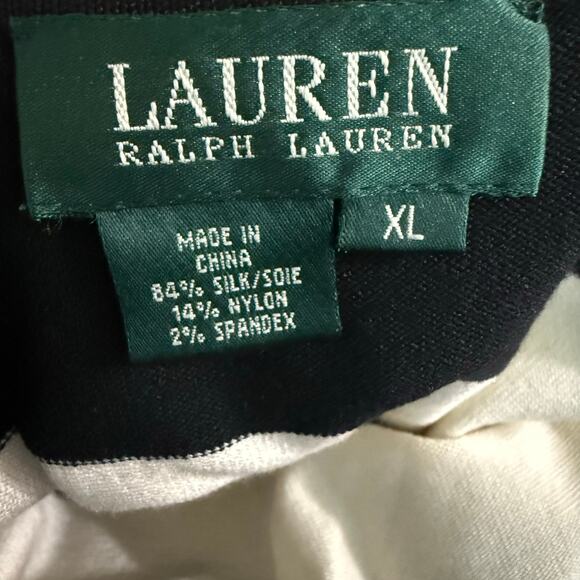 LAUREN
RALPH LAUREN
XL
MADE IN
CHINA
84% SILK/SOIE
14% NYLON
2% SPANDEX